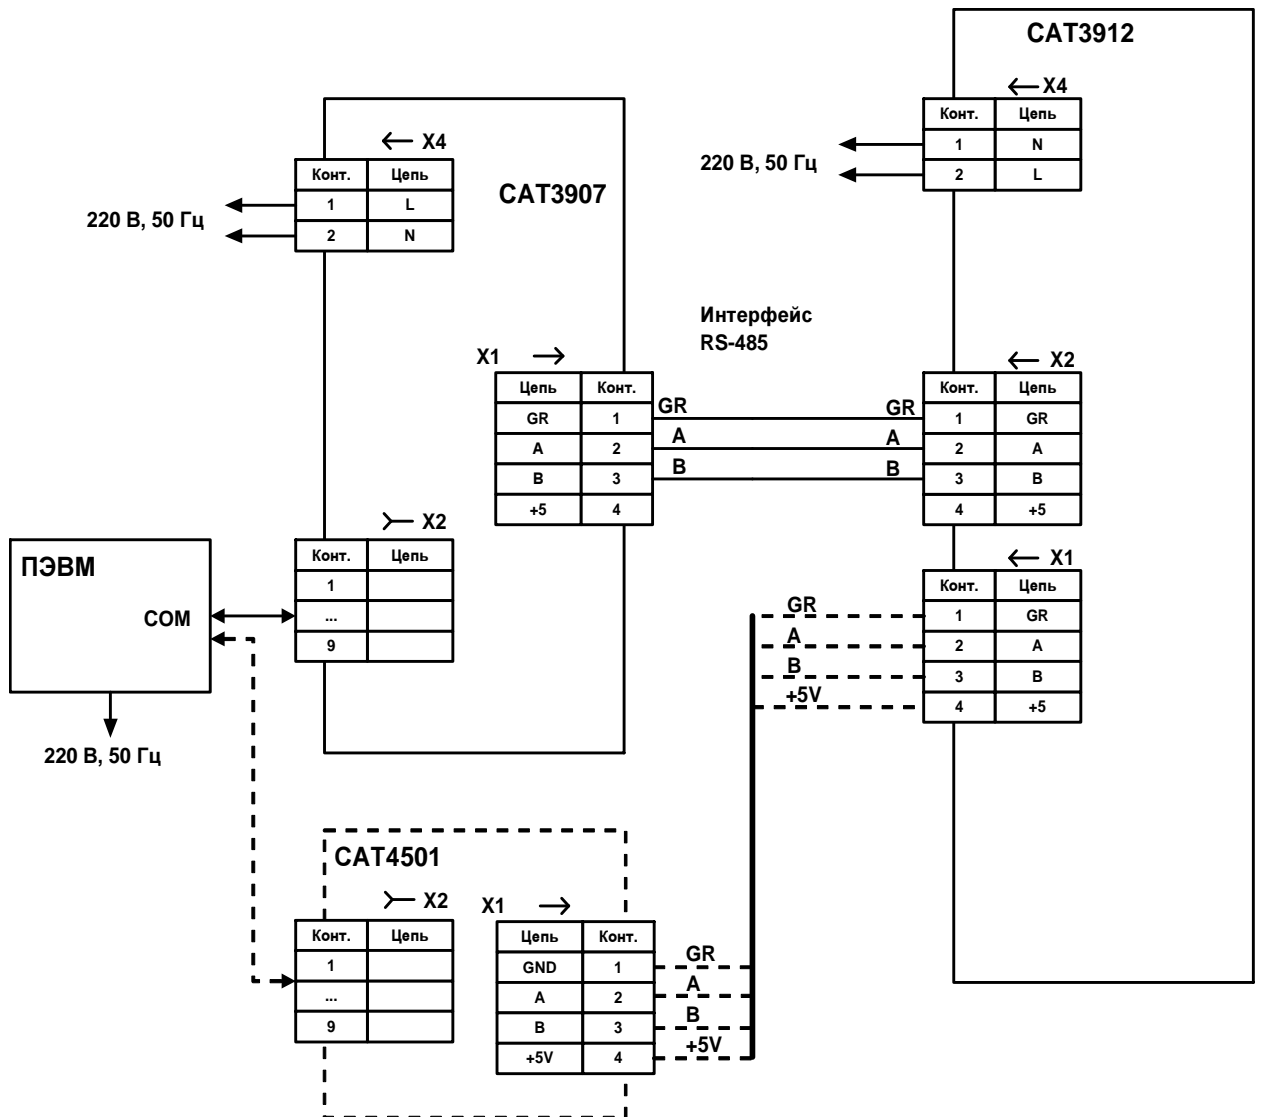 CAT3912
X4
Конт. Цепь
1 N
2 L
220 В, 50 Гц
X4
Конт. Цепь
1 L
2 N
220 В, 50 Гц
CAT3907
Интерфейс
RS-485
X1
Цепь Конт.
GR 1
A 2
B 3
+5 4
GR GR
A A
B B
X2
Конт. Цепь
1 GR
2 A
3 B
4 +5
X2
Конт. Цепь
1
...
9
ПЭВМ
COM
220 В, 50 Гц
X1
Конт. Цепь
1 GR
2 A
3 B
4 +5
GR
A
B
+5V
CAT4501
X2
Конт. Цепь
1
...
9
X1
Цепь Конт.
GND 1
A 2
B 3
+5V 4
GR
A
B
+5V